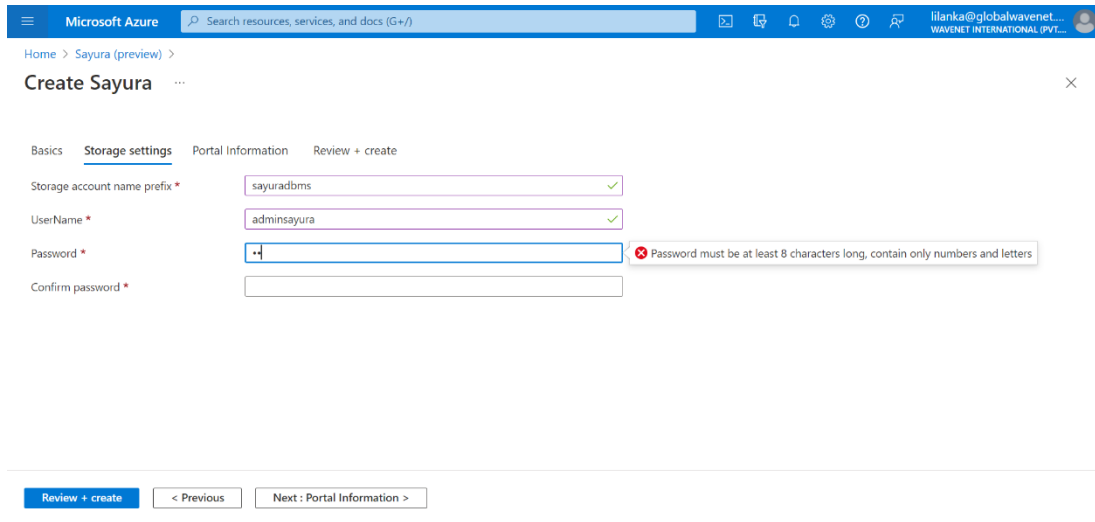 Microsoft Azure
Search resources, services, and docs (G+/)
lilanka@globalwavenet....
WAVENET INTERNATIONAL (PVT....
Home > Sayura (preview) >
Create Sayura ...
Basics Storage settings Portal Information Review + create
Storage account name prefix * sayuradbms
UserName * adminsayura
Password * •• Password must be at least 8 characters long, contain only numbers and letters
Confirm password *
Review + create < Previous Next : Portal Information >